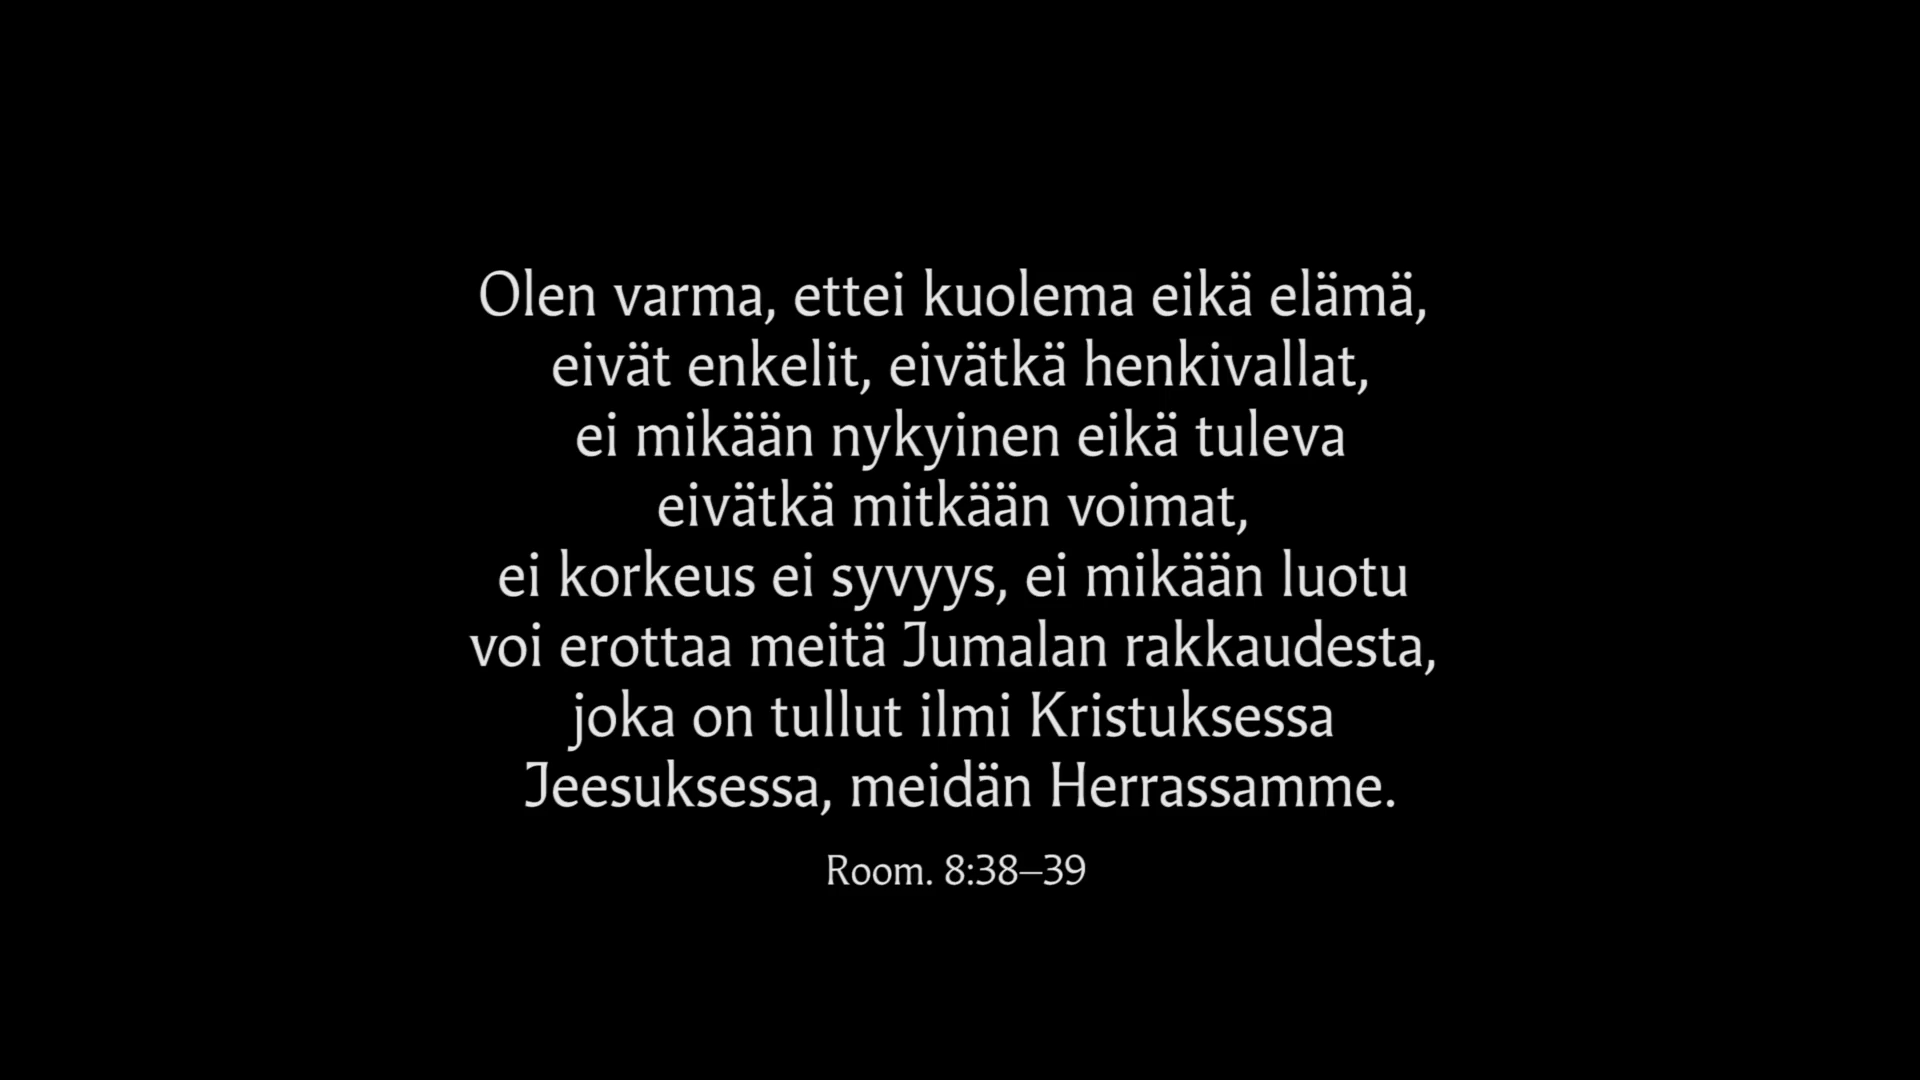 Olen varma, ettei kuolema eikä elämä,
eivät enkelit, eivätkä henkivallat,
ei mikään nykyinen eikä tuleva
eivätkä mitkään voimat,
ei korkeus ei syvyys, ei mikään luotu
voi erottaa meitä Jumalan rakkaudesta,
joka on tullut ilmi Kristuksessa
Jeesuksessa, meidän Herrassamme.
Room. 8:38–39